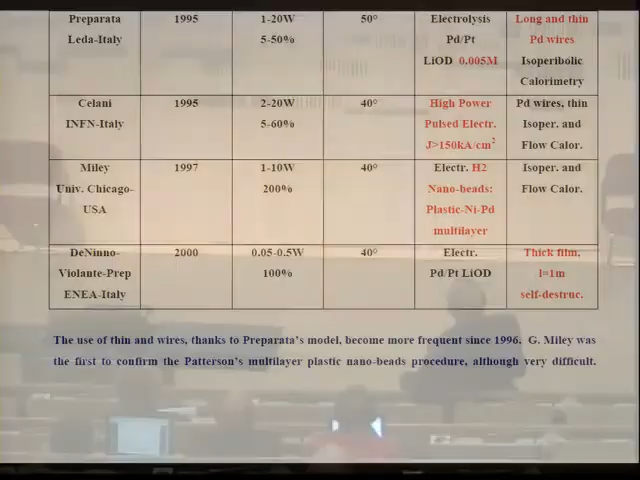 Preparata 1995 1-20W 50° Electrolysis Long and thin
Leda-Italy 5-50% Pd/Pt Pd wires
LiOD 0.005M Isoperibolic
Calorimetry
Celani 1995 2-20W 40° High Power Pd wires, thin
INFN-Italy 5-60% Pulsed Electr. Isoper. and
J>150kA/cm² Flow Calor.
Miley 1997 1-10W 40° Electr. H2 Isoper. and
Univ. Chicago- 200% Nano-beads: Flow Calor.
USA Plastic-Ni-Pd
multilayer
DeNinno- 2000 0.05-0.5W 40° Electr. Thick film,
Violante-Prep 100% Pd/Pt LiOD l=1m
ENEA-Italy self-destruc.
The use of thin and wires, thanks to Preparata's model, become more frequent since 1996. G. Miley was
the first to confirm the Patterson's multilayer plastic nano-beads procedure, although very difficult.